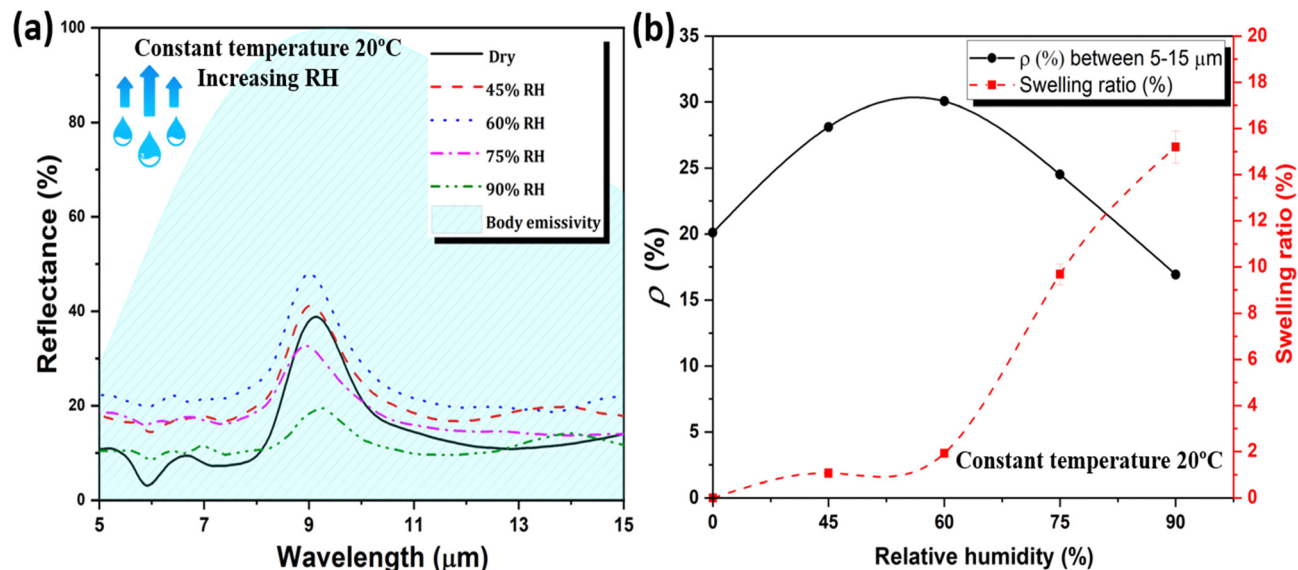 (a)
Constant temperature 20ºC
Increasing RH
Dry
45% RH
60% RH
75% RH
90% RH
Body emissivity
Reflectance (%)
100
80
60
40
20
0
5
7
9
11
13
15
Wavelength (μm)
(b)
ρ (%) between 5-15 μm
Swelling ratio (%)
Constant temperature 20ºC
ρ (%)
35
30
25
20
15
10
5
0
0
45
60
75
90
Relative humidity (%)
20
18
16
14
12
10
8
6
4
2
0
Swelling ratio (%)